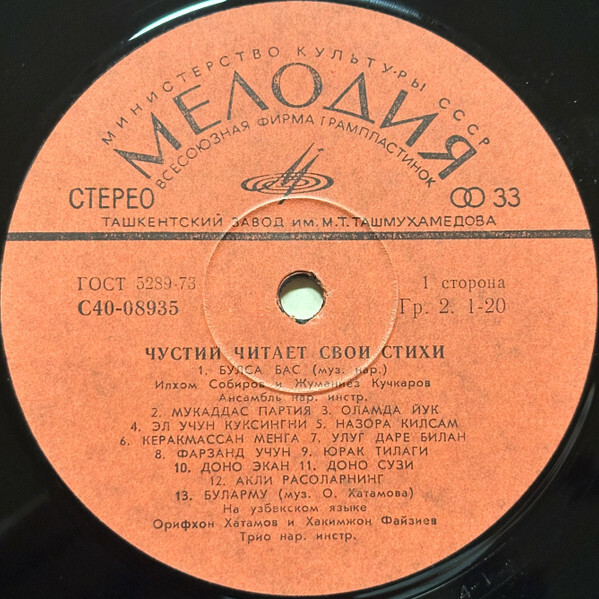 МИНИСТЕРСТВО КУЛЬТУРЫ СССР
МЕЛОДИЯ
ВСЕСОЮЗНАЯ ФИРМА ГРАМПЛАСТИНОК
СТЕРЕО 33
ТАШКЕНТСКИЙ ЗАВОД ИМ. М.Т. ТАШМУХАМЕДОВА
ГОСТ 5289-73 1 сторона
С40-08935 Гр. 2. 1-20
ЧУСТИЙ ЧИТАЕТ СВОИ СТИХИ
1. БУЛСА БАС (муз. нар.)
Илхом Собиров и Жуманиёз Кучкаров
Ансамбль нар. инстр.
2. МУКАДДАС ПАРТИЯ 3. ОЛАМДА ЙУК
4. ЭЛ УЧУН КУКСИНГНИ 5. НАЗОРА КИЛСАМ
6. КЕРАКМАССАН МЕНГА 7. УЛУГ ДАРЕ БИЛАН
8. ФАРЗАНД УЧУН 9. ЮРАК ТИЛАГИ
10. ДОНО ЭКАН 11. ДОНО СУЗИ
12. АКЛИ РАСОЛАРНИНГ
13. БУЛАРМУ (муз. О. Хатамова)
На узбекском языке
Орифхон Хатамов и Хакимжон Файзиев
Трио нар. инстр.